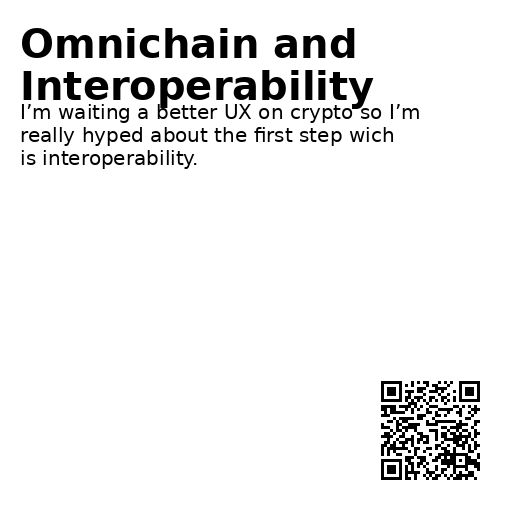 Omnichain and
Interoperability
I’m waiting a better UX on crypto so I’m
really hyped about the first step wich
is interoperability.